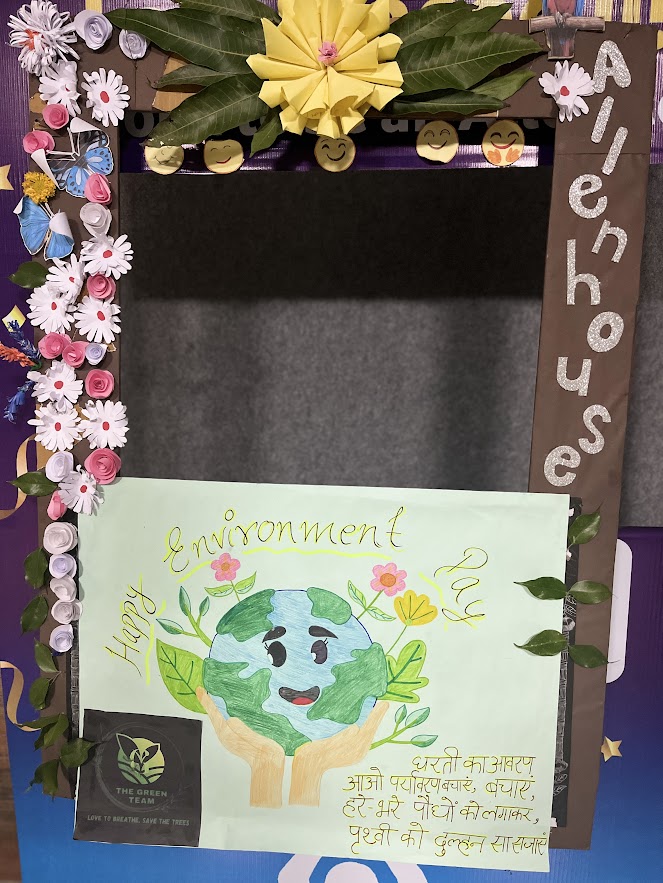 Allenhouse
Happy Environment Day
धरती का आवरण
आओ पर्यावरण बचाएं, बचाएं,
हरे-भरे पौधों को लगाकर,
पृथ्वी को दुल्हन सा सजाएं
THE GREEN
TEAM
LOVE TO BREATHE, SAVE THE TREES